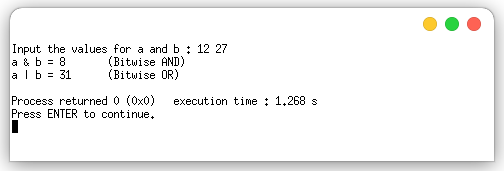 Input the values for a and b : 12 27
a & b = 8      (Bitwise AND)
a | b = 31     (Bitwise OR)
Process returned 0 (0x0)   execution time : 1.268 s
Press ENTER to continue.